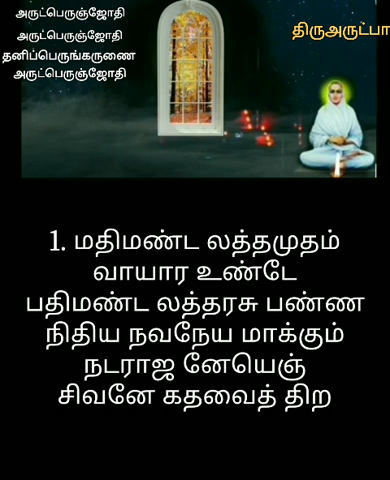 அருட்பெருஞ்ஜோதி
அருட்பெருஞ்ஜோதி
தனிப்பெருங்கருணை
அருட்பெருஞ்ஜோதி
திருஅருட்பா
1. மதிமண்ட லத்தமுதம்
வாயார உண்டே
பதிமண்ட லத்தரசு பண்ண
நிதிய நவநேய மாக்கும்
நடராஜ னேயெஞ்
சிவனே கதவைத் திற